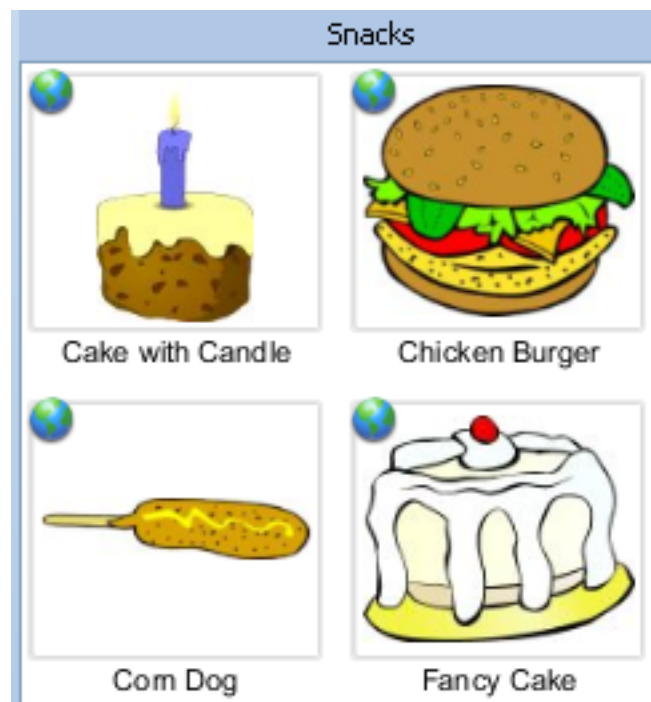 Snacks
Cake with Candle
Chicken Burger
Corn Dog
Fancy Cake